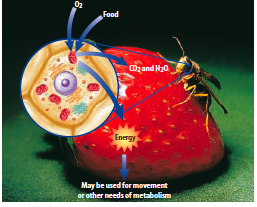 O2
Food
CO2 and H2O
Energy
May be used for movement
or other needs of metabolism